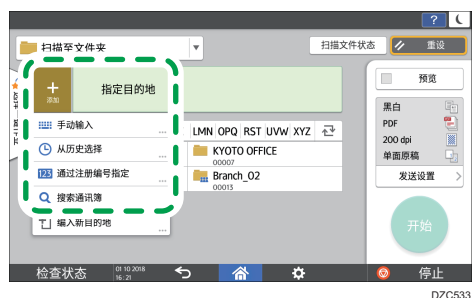 ?
扫描至文件夹
扫描文件状态
重设
添加
指定目的地
预览
手动输入
...
黑白
PDF
200 dpi
单面原稿
LMN OPQ RST UVW XYZ
从历史选择
...
KYOTO OFFICE
00007
123 通过注册编号指定
...
Branch_02
00013
发送设置
搜索通讯簿
...
编入新目的地
...
开始
检查状态
01 10 2018
16:21
停止
DZC533